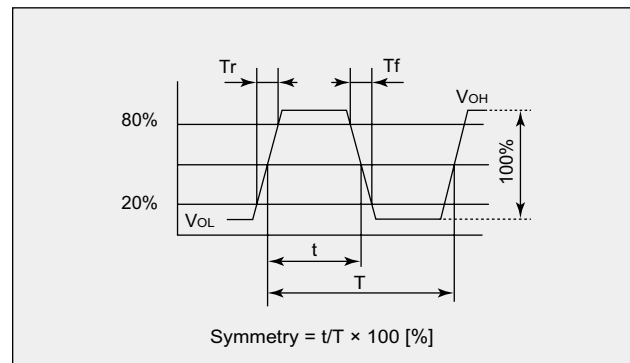 Tr
Tf
VOH
80%
100%
20%
VOL
t
T
Symmetry = t/T × 100 [%]